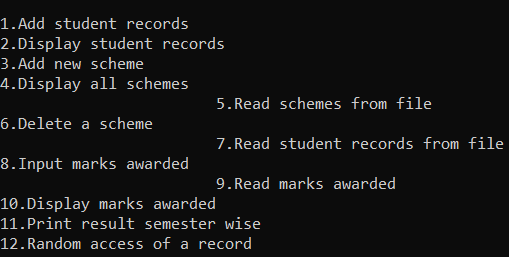 1.Add student records
2.Display student records
3.Add new scheme
4.Display all schemes
5.Read schemes from file
6.Delete a scheme
7.Read student records from file
8.Input marks awarded
9.Read marks awarded
10.Display marks awarded
11.Print result semester wise
12.Random access of a record